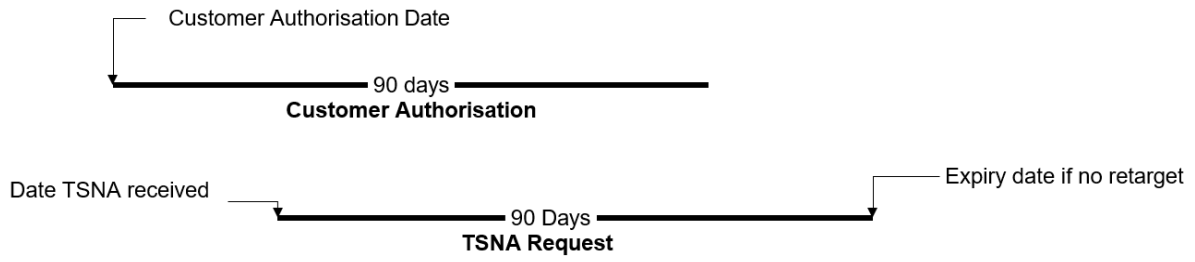 Customer Authorisation Date
90 days
Customer Authorisation
Date TSNA received
Expiry date if no retarget
90 Days
TSNA Request